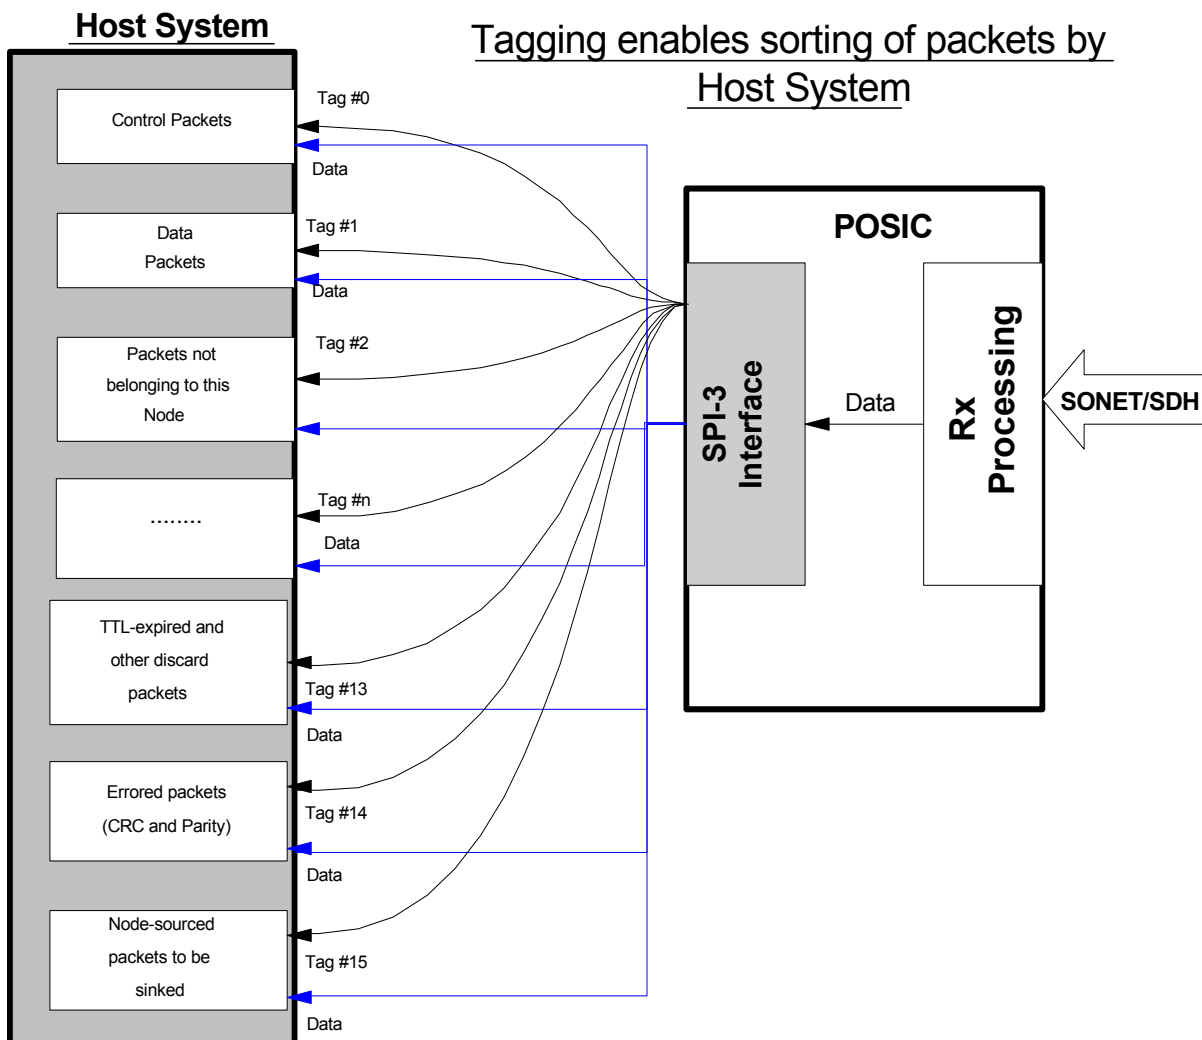 Host System
Tagging enables sorting of packets by
Host System
Control Packets
Tag #0
Data
Data
Packets
Tag #1
Data
Packets not
belonging to this
Node
Tag #2
........
Tag #n
Data
TTL-expired and
other discard
packets
Tag #13
Data
Errored packets
(CRC and Parity)
Tag #14
Data
Node-sourced
packets to be
sinked
Tag #15
Data
POSIC
SPI-3
Interface
Data
Rx
Processing
SONET/SDH